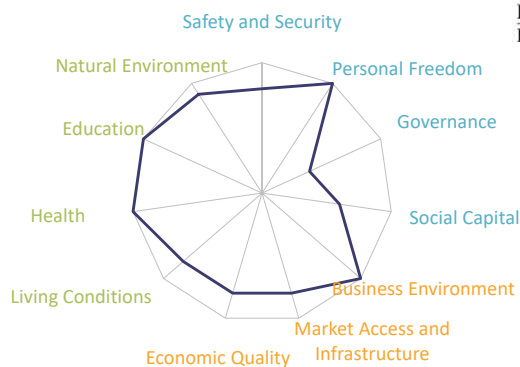 Safety and Security
Natural Environment
Personal Freedom
Education
Governance
Health
Social Capital
Living Conditions
Business Environment
Market Access and
Infrastructure
Economic Quality